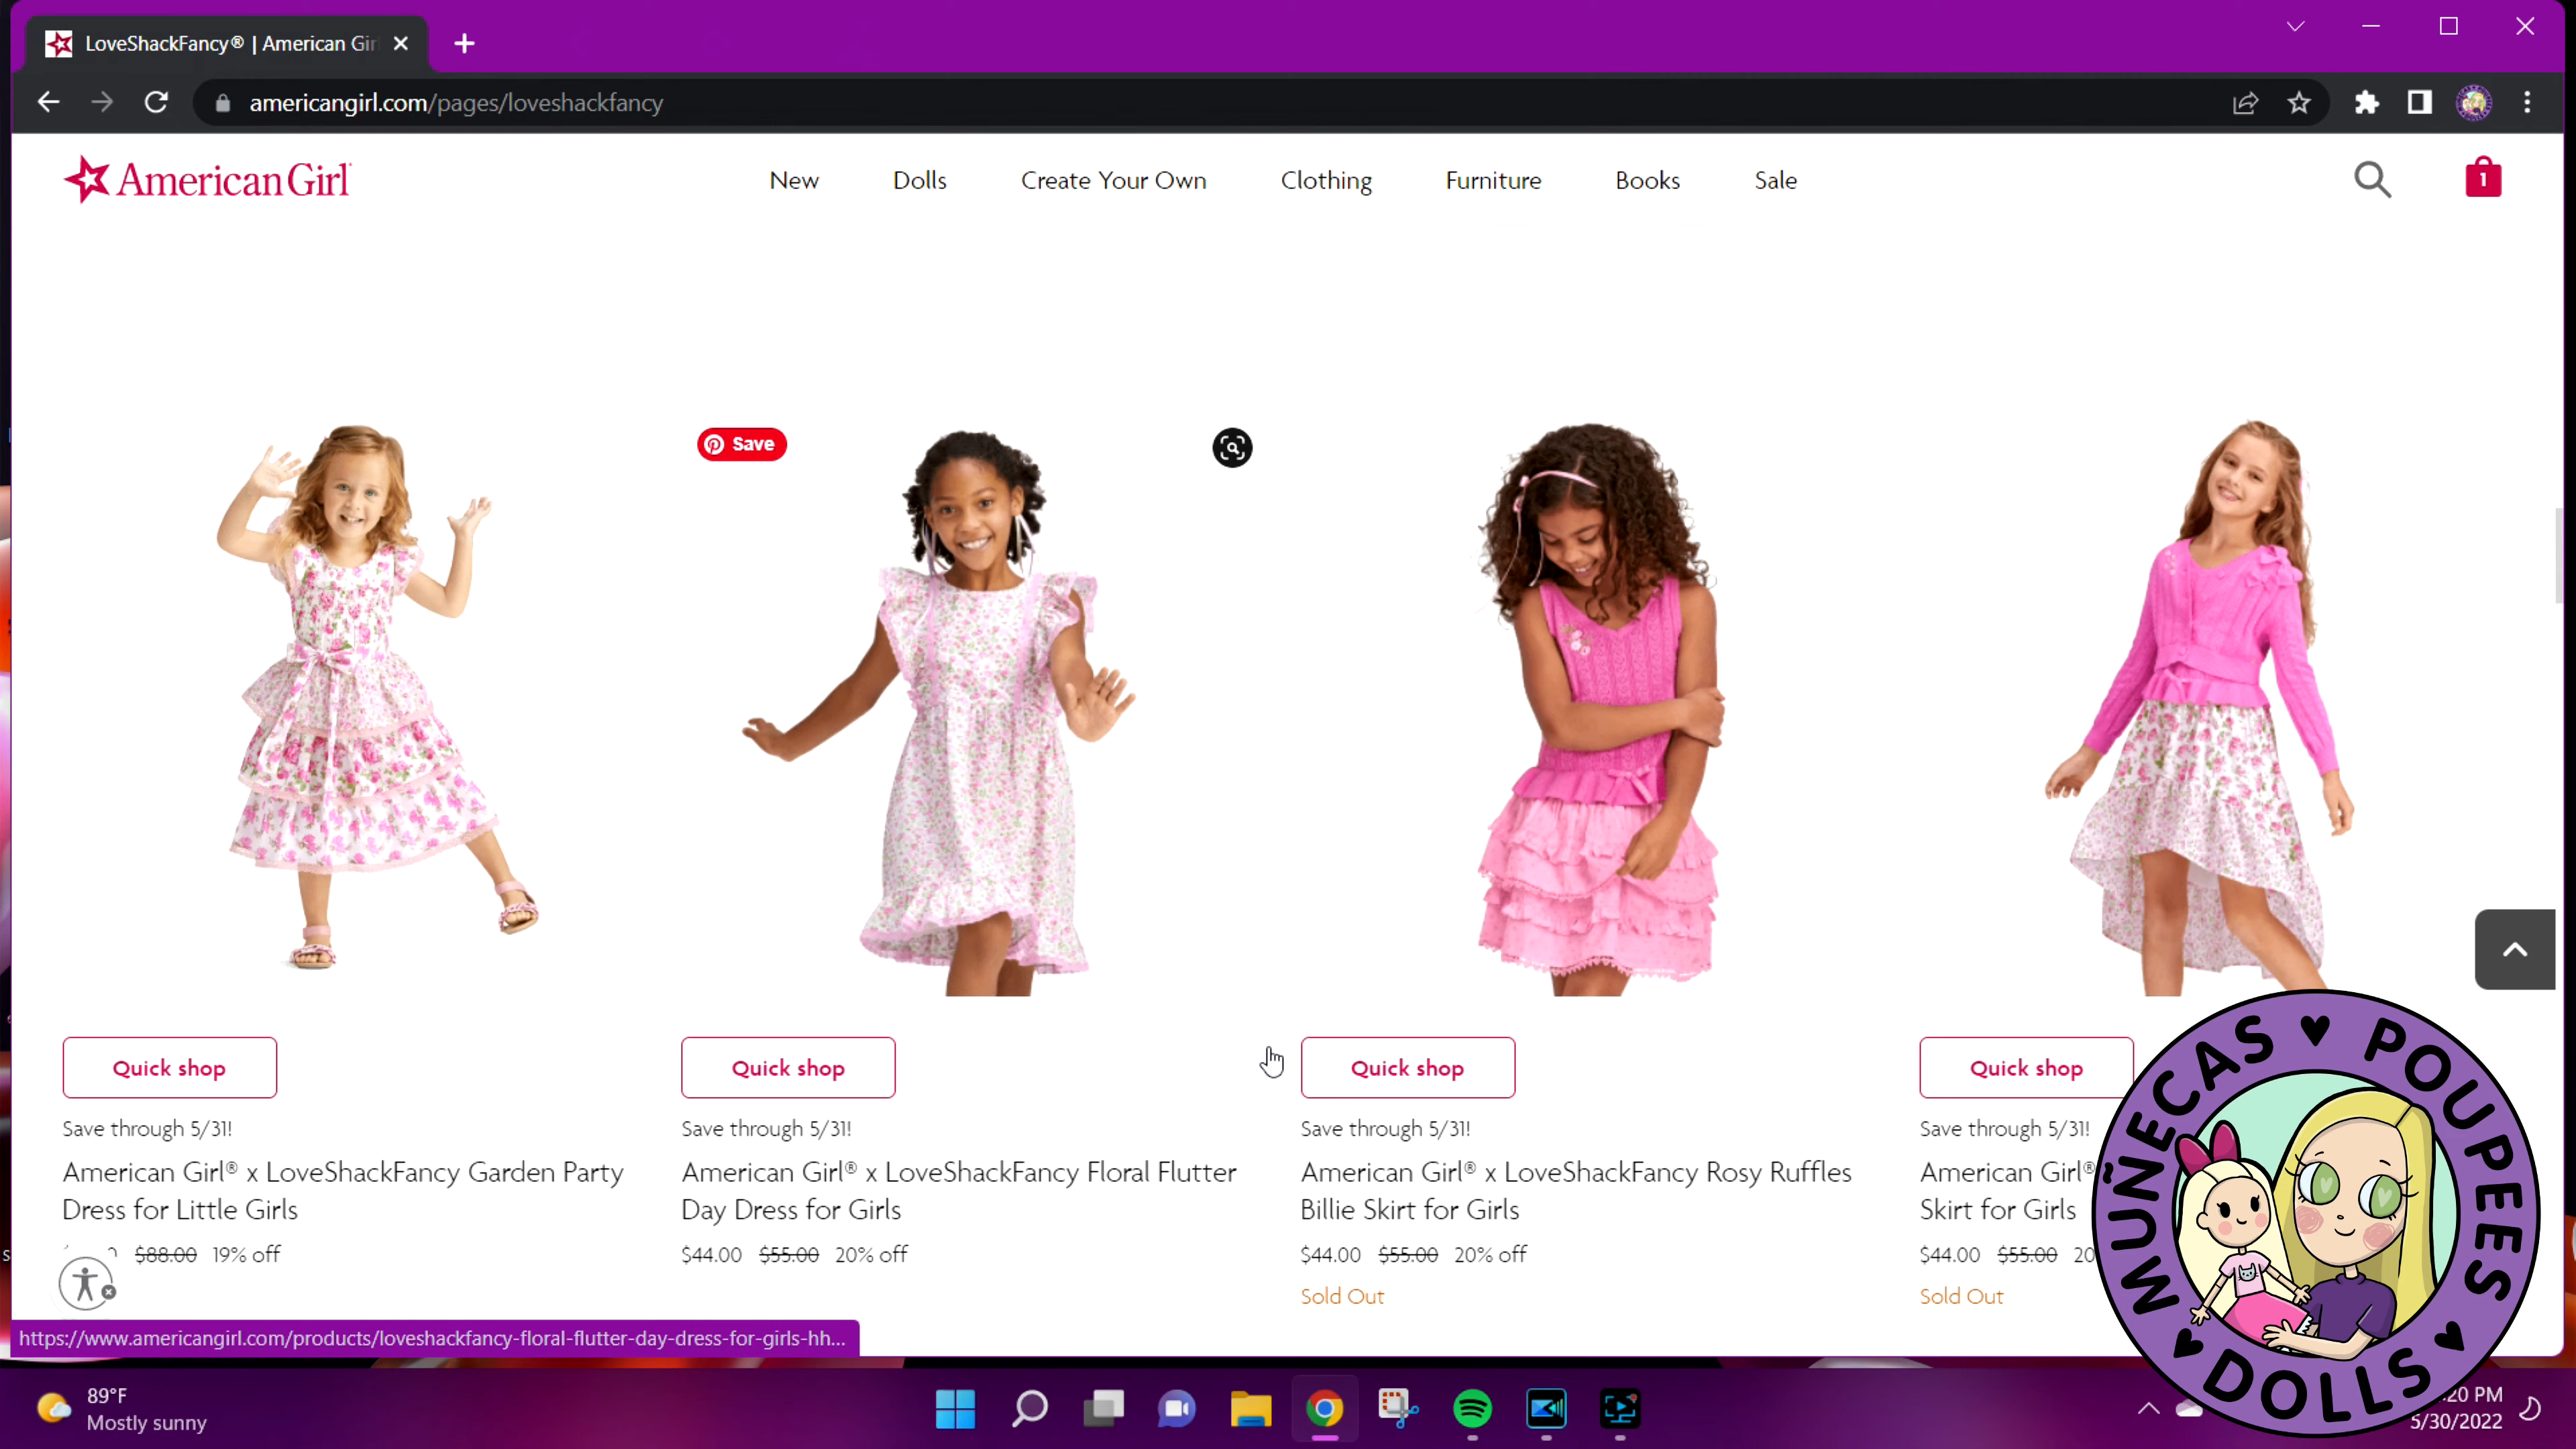 LoveShackFancy® | American Gir
americangirl.com/pages/loveshackfancy
American Girl
New Dolls Create Your Own Clothing Furniture Books Sale
1
Save
Quick shop Quick shop Quick shop Quick shop
Save through 5/31! Save through 5/31! Save through 5/31! Save through 5/31!
American Girl® x LoveShackFancy Garden Party
Dress for Little Girls
$88.00 19% off
American Girl® x LoveShackFancy Floral Flutter
Day Dress for Girls
$44.00 $55.00 20% off
American Girl® x LoveShackFancy Rosy Ruffles
Billie Skirt for Girls
$44.00 $55.00 20% off
Sold Out
American Girl®
Skirt for Girls
$44.00 $55.00 20
Sold Out
MUÑECAS ♥ POUPEES ♥ DOLLS ♥
https://www.americangirl.com/products/loveshackfancy-floral-flutter-day-dress-for-girls-hh...
89°F
Mostly sunny
:20 PM
5/30/2022